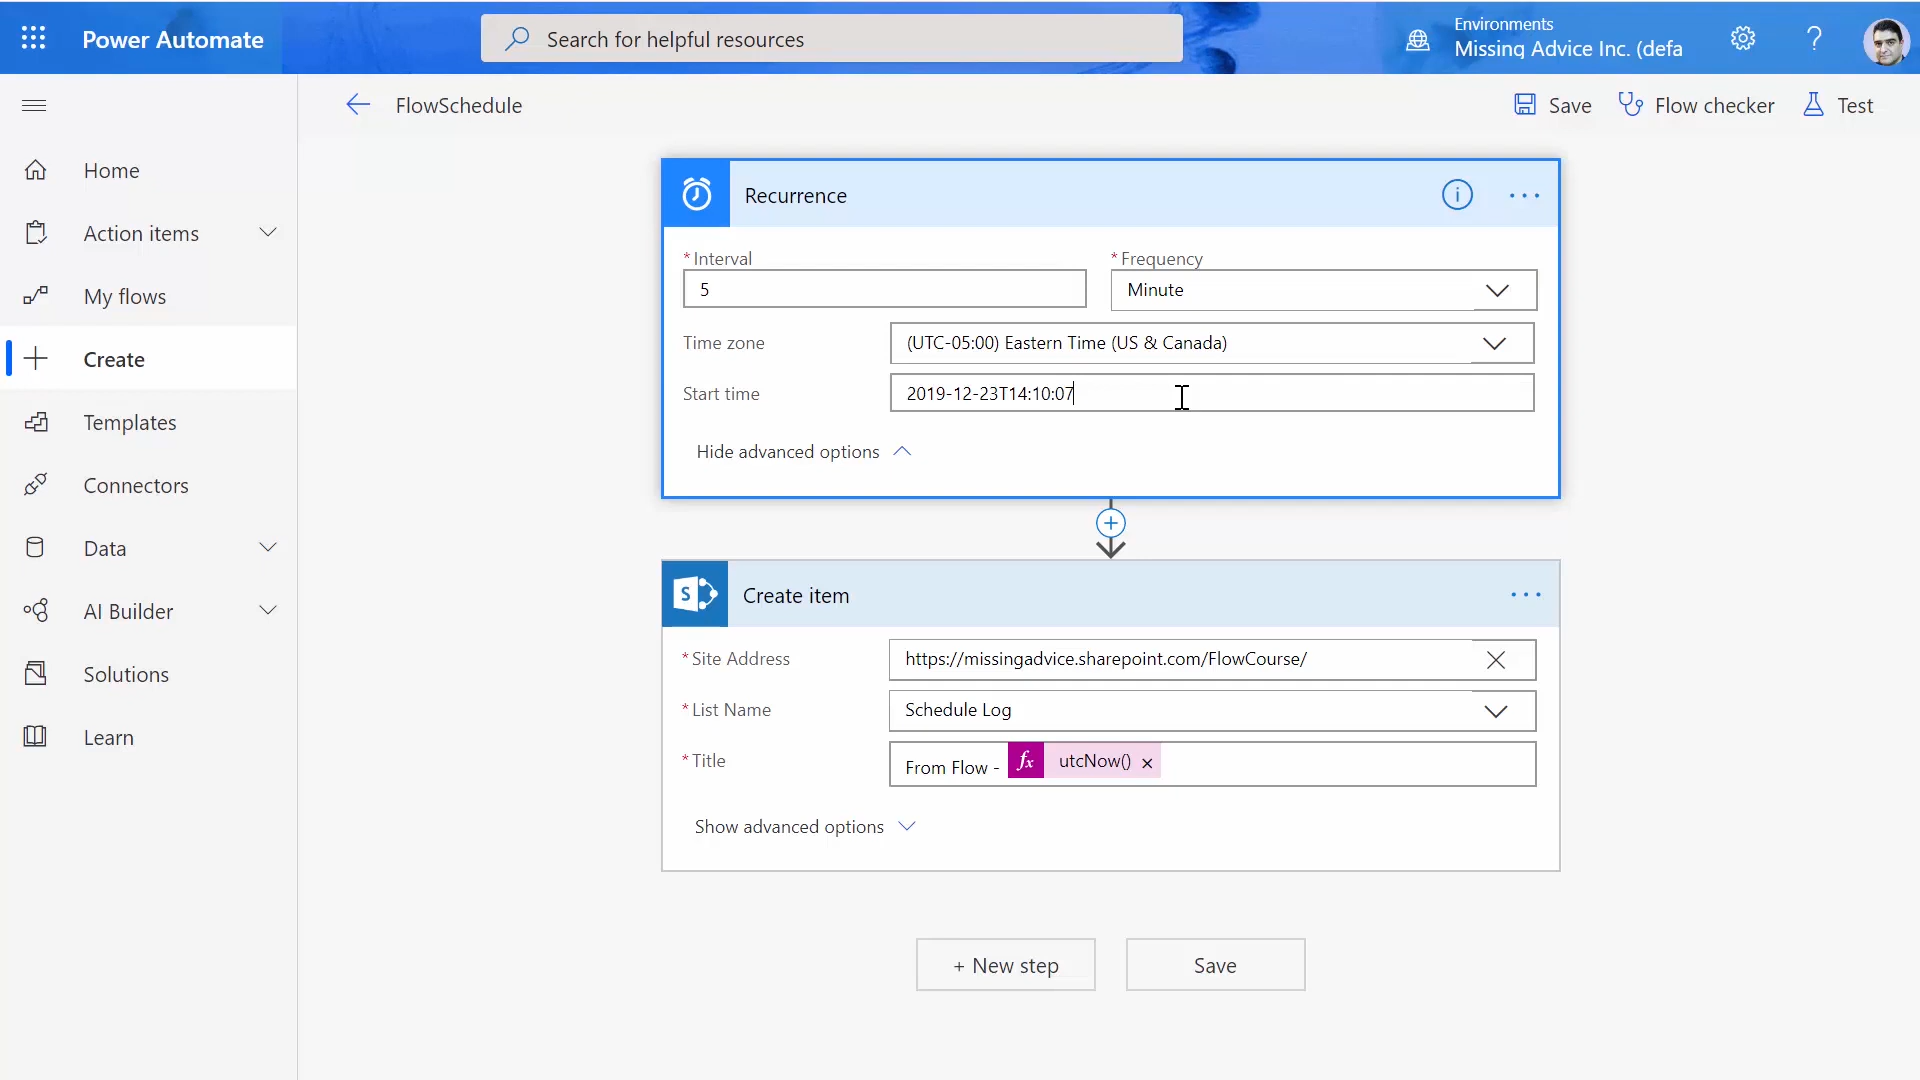 Power Automate
Search for helpful resources
Environments
Missing Advice Inc. (defa
?
FlowSchedule
Save
Flow checker
Test
Home
Action items
My flows
Create
Templates
Connectors
Data
AI Builder
Solutions
Learn
Recurrence
* Interval
* Frequency
5
Minute
Time zone
(UTC-05:00) Eastern Time (US & Canada)
Start time
2019-12-23T14:10:07
Hide advanced options
S
Create item
* Site Address
https://missingadvice.sharepoint.com/FlowCourse/
* List Name
Schedule Log
* Title
From Flow - fx utcNow() ×
Show advanced options
+ New step
Save